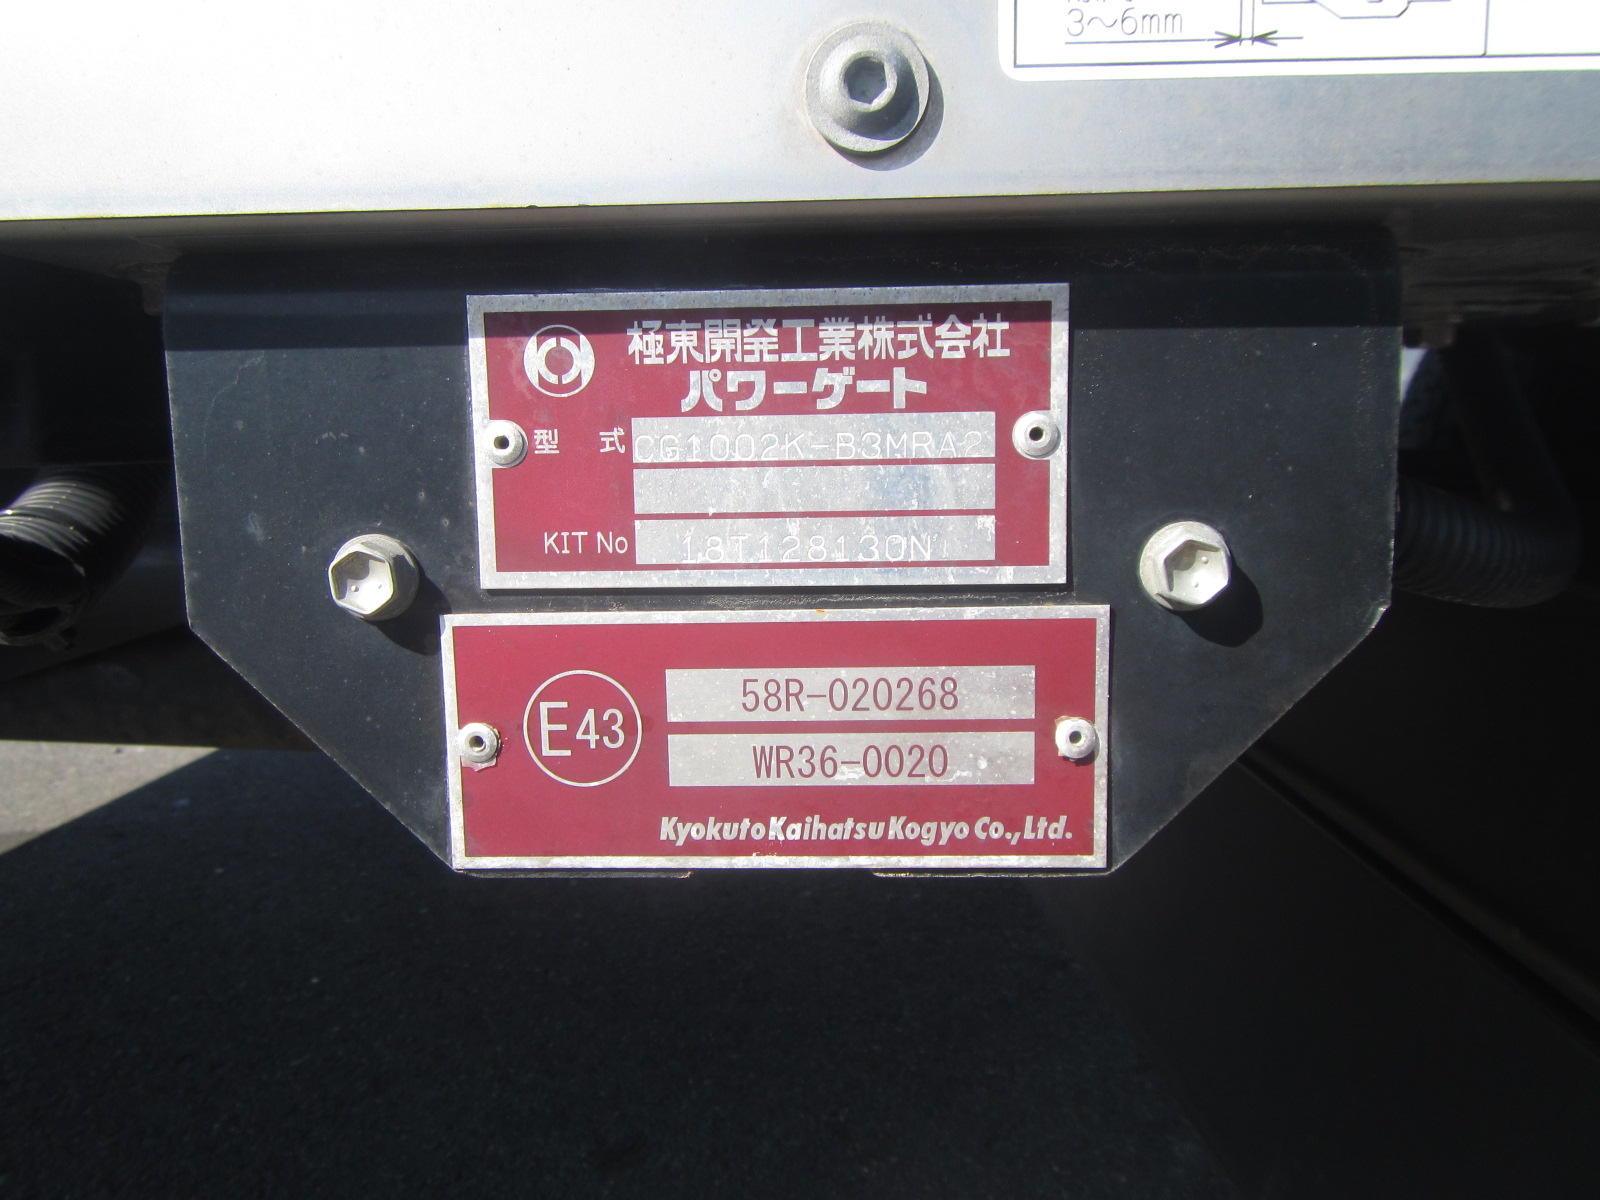 3～6mm
極東開発工業株式会社
パワーゲート
型 式 CG1002K-B3MRA2
KIT No 18T128130N
E43
58R-020268
WR36-0020
Kyokuto Kaihatsu Kogyo Co., Ltd.